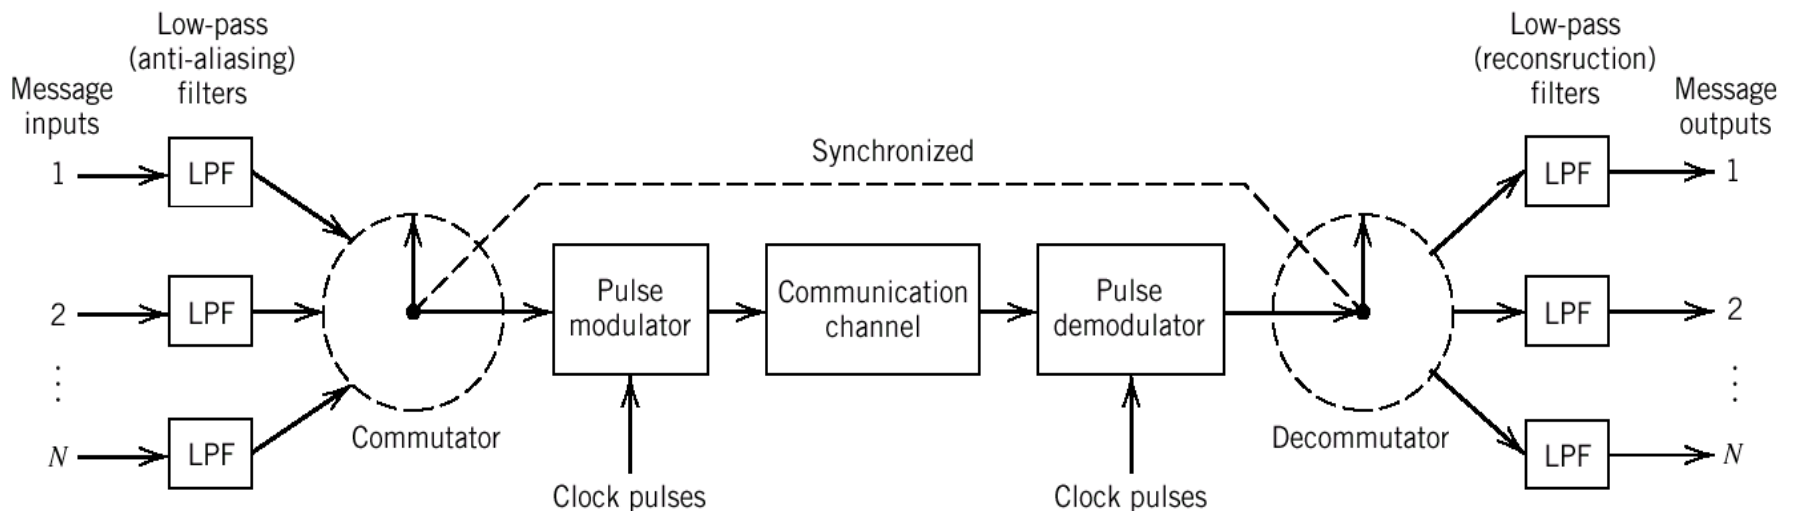 Low-pass
(anti-aliasing)
filters
Message
inputs
1
LPF
2
LPF
⋮
N
LPF
Commutator
Synchronized
Pulse
modulator
Clock pulses
Communication
channel
Pulse
demodulator
Clock pulses
Decommutator
Low-pass
(reconsruction)
filters
Message
outputs
LPF
1
LPF
2
⋮
LPF
N